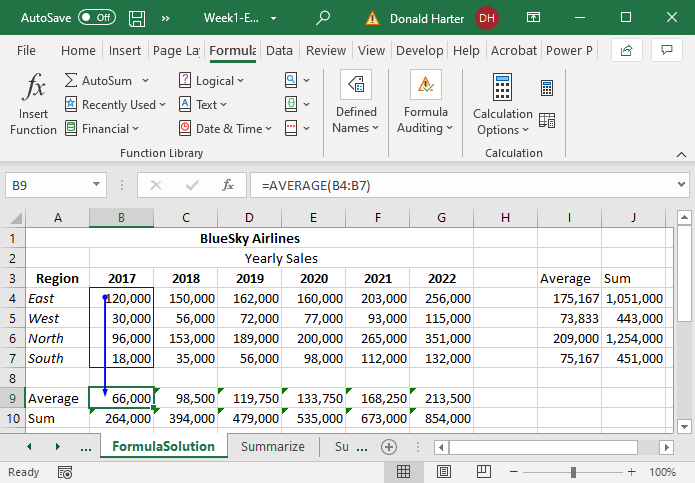 AutoSave Off Week1-E... Donald Harter DH
File Home Insert Page La Formula Data Review View Develop Help Acrobat Power P
fx Insert Function
AutoSum
Recently Used
Financial
Logical
Text
Date & Time
Function Library
Defined Names
Formula Auditing
Calculation Options
Calculation
B9 fx =AVERAGE(B4:B7)
A B C D E F G H I J
1 BlueSky Airlines
2 Yearly Sales
3 Region 2017 2018 2019 2020 2021 2022 Average Sum
4 East 120,000 150,000 162,000 160,000 203,000 256,000 175,167 1,051,000
5 West 30,000 56,000 72,000 77,000 93,000 115,000 73,833 443,000
6 North 96,000 153,000 189,000 200,000 265,000 351,000 209,000 1,254,000
7 South 18,000 35,000 56,000 98,000 112,000 132,000 75,167 451,000
8
9 Average 66,000 98,500 119,750 133,750 168,250 213,500
10 Sum 264,000 394,000 479,000 535,000 673,000 854,000
... FormulaSolution Summarize Su ...
Ready 100%